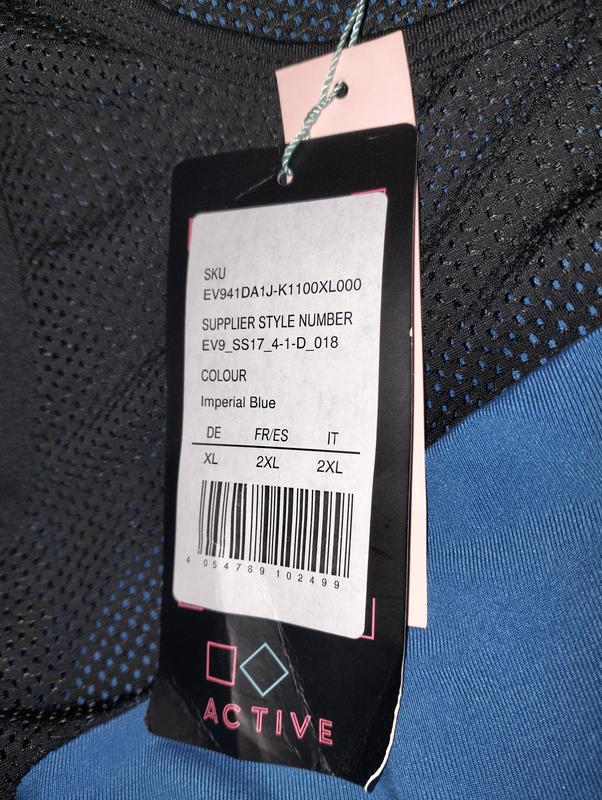 SKU
EV941DA1J-K1100XL000
SUPPLIER STYLE NUMBER
EV9_SS17_4-1-D_018
COLOUR
Imperial Blue
DE FR/ES IT
XL 2XL 2XL
4 054789 102499
ACTIVE